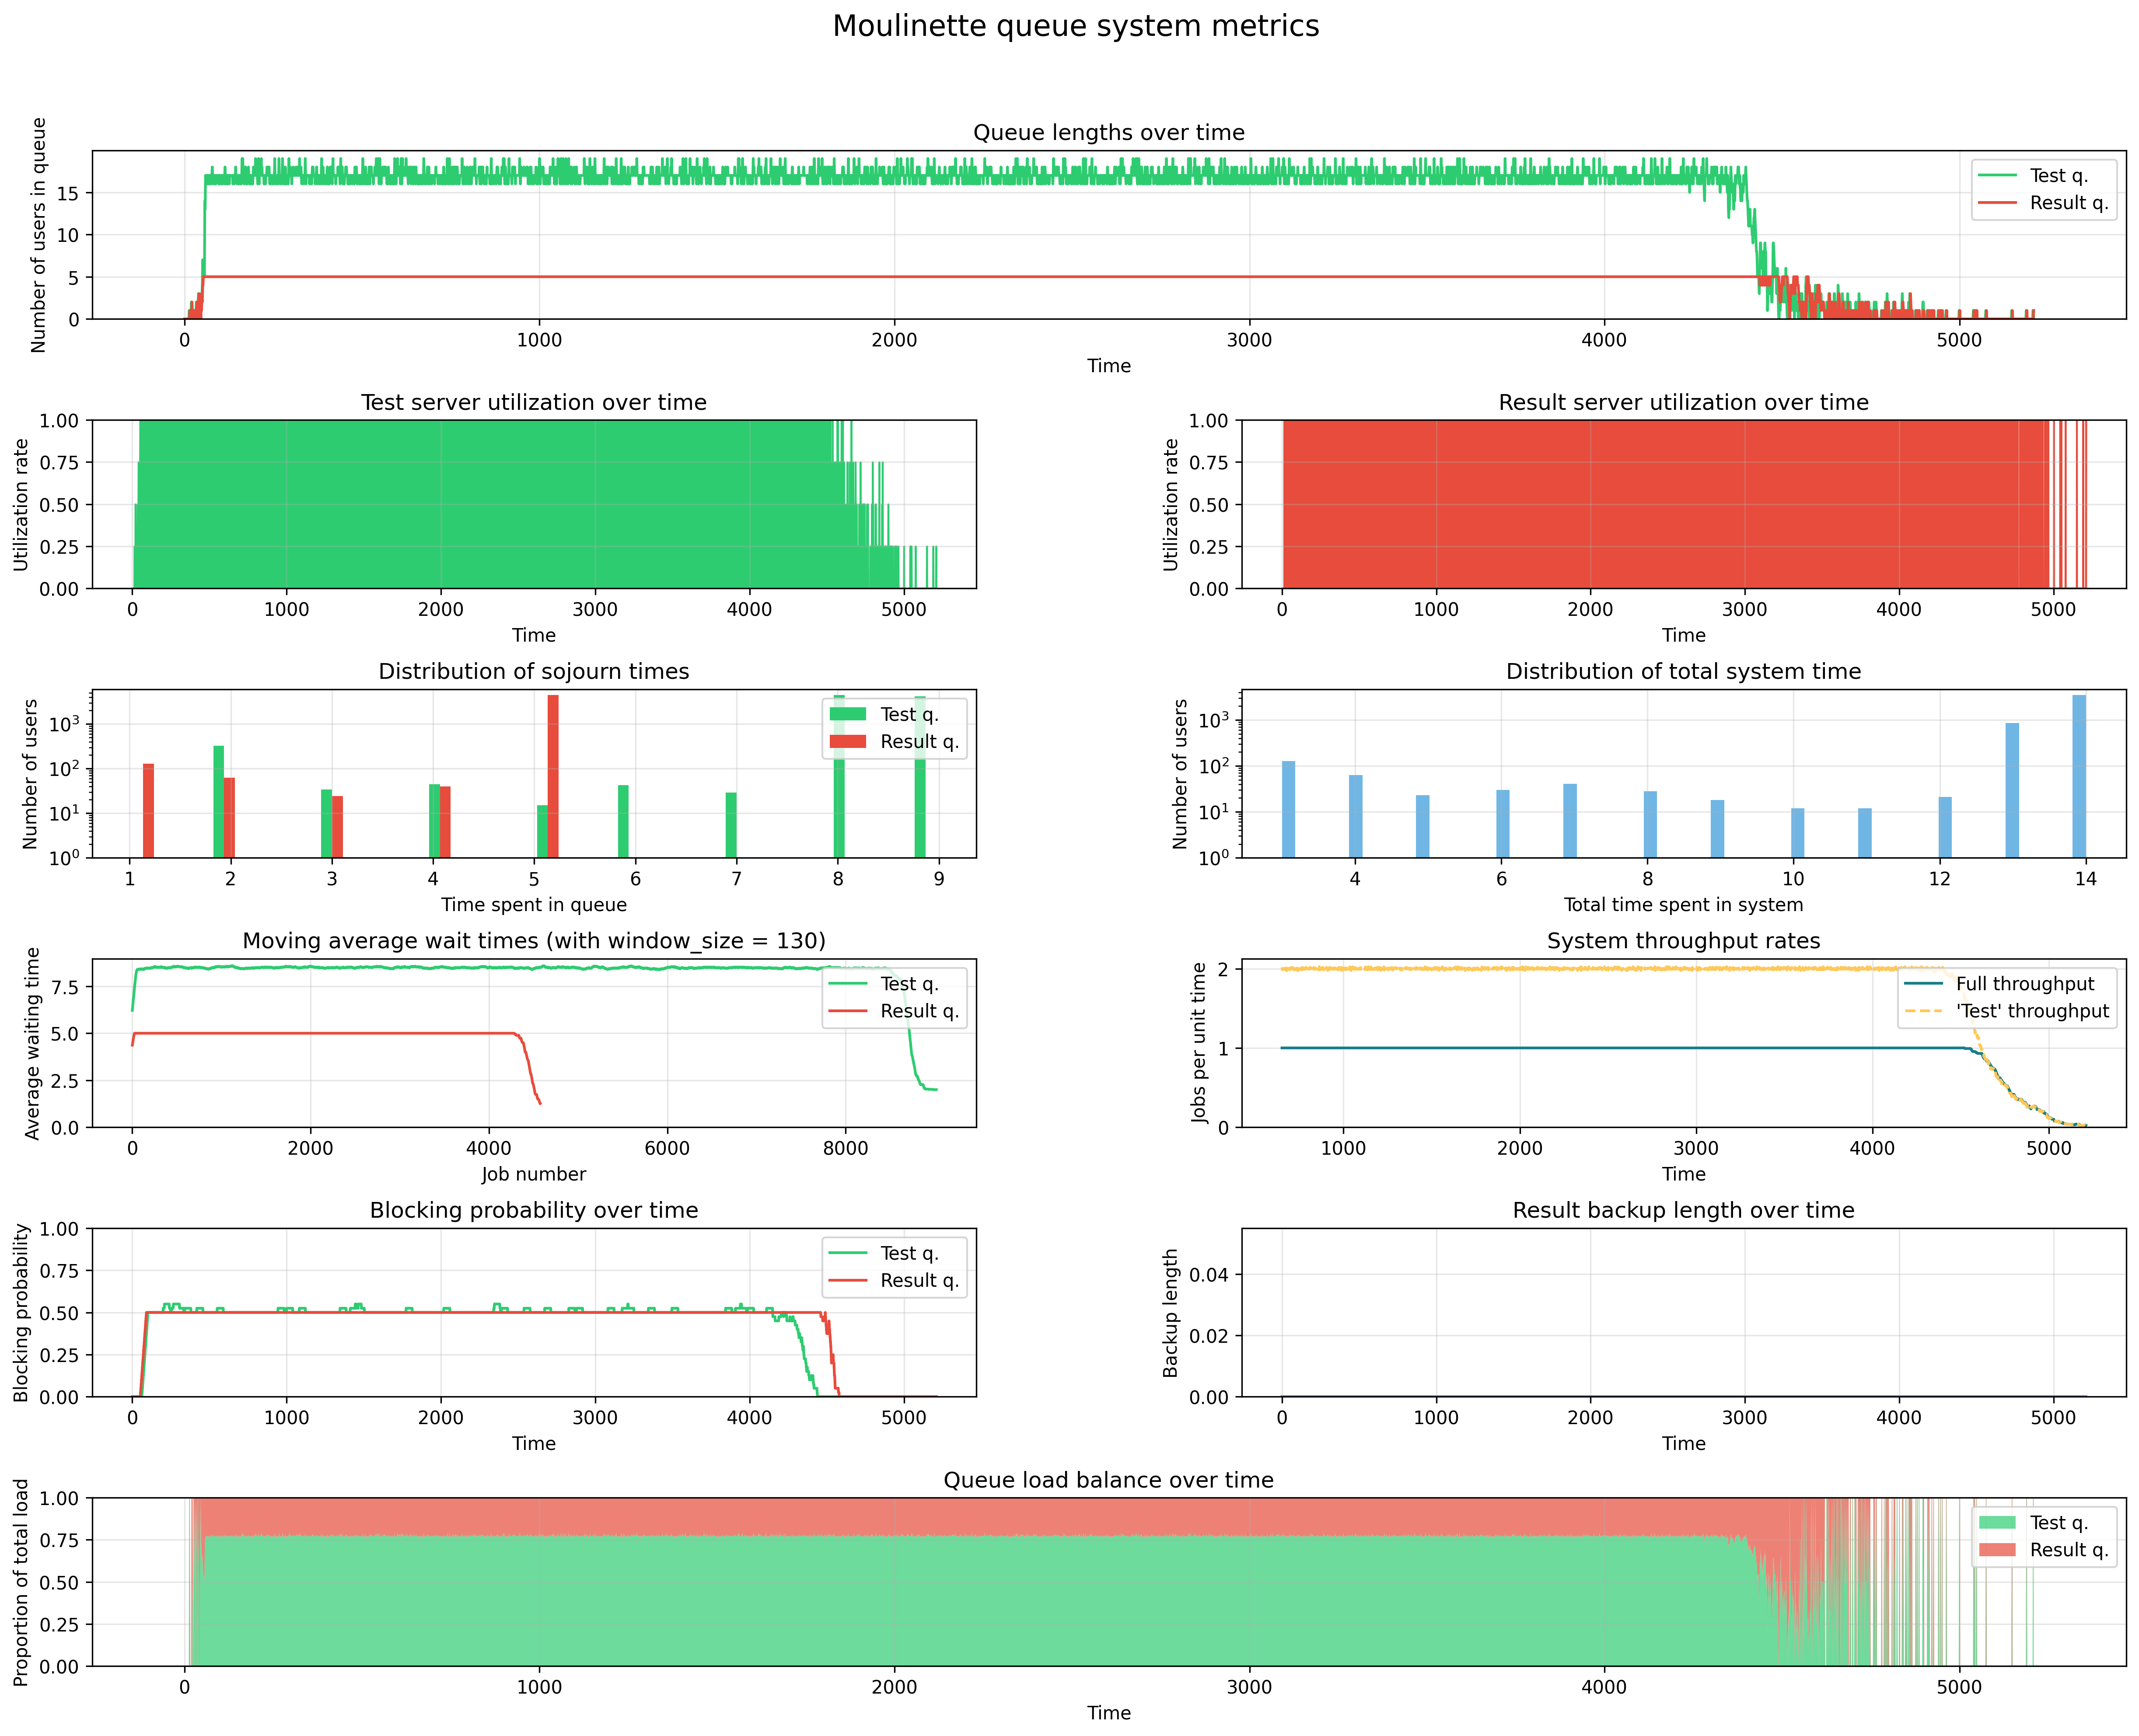 Moulinette queue system metrics
Queue lengths over time
Number of users in queue
15
10
5
0
Test q.
Result q.
0 1000 2000 3000 4000 5000
Time
Test server utilization over time
Utilization rate
1.00
0.75
0.50
0.25
0.00
0 1000 2000 3000 4000 5000
Time
Result server utilization over time
Utilization rate
1.00
0.75
0.50
0.25
0.00
0 1000 2000 3000 4000 5000
Time
Distribution of sojourn times
Number of users
10³
10²
10¹
10⁰
Test q.
Result q.
1 2 3 4 5 6 7 8 9
Time spent in queue
Distribution of total system time
Number of users
10³
10²
10¹
10⁰
4 6 8 10 12 14
Total time spent in system
Moving average wait times (with window_size = 130)
Average waiting time
7.5
5.0
2.5
0.0
Test q.
Result q.
0 2000 4000 6000 8000
Job number
System throughput rates
Jobs per unit time
2
1
0
Full throughput
'Test' throughput
1000 2000 3000 4000 5000
Time
Blocking probability over time
Blocking probability
1.00
0.75
0.50
0.25
0.00
Test q.
Result q.
0 1000 2000 3000 4000 5000
Time
Result backup length over time
Backup length
0.04
0.02
0.00
0 1000 2000 3000 4000 5000
Time
Queue load balance over time
Proportion of total load
1.00
0.75
0.50
0.25
0.00
Test q.
Result q.
0 1000 2000 3000 4000 5000
Time